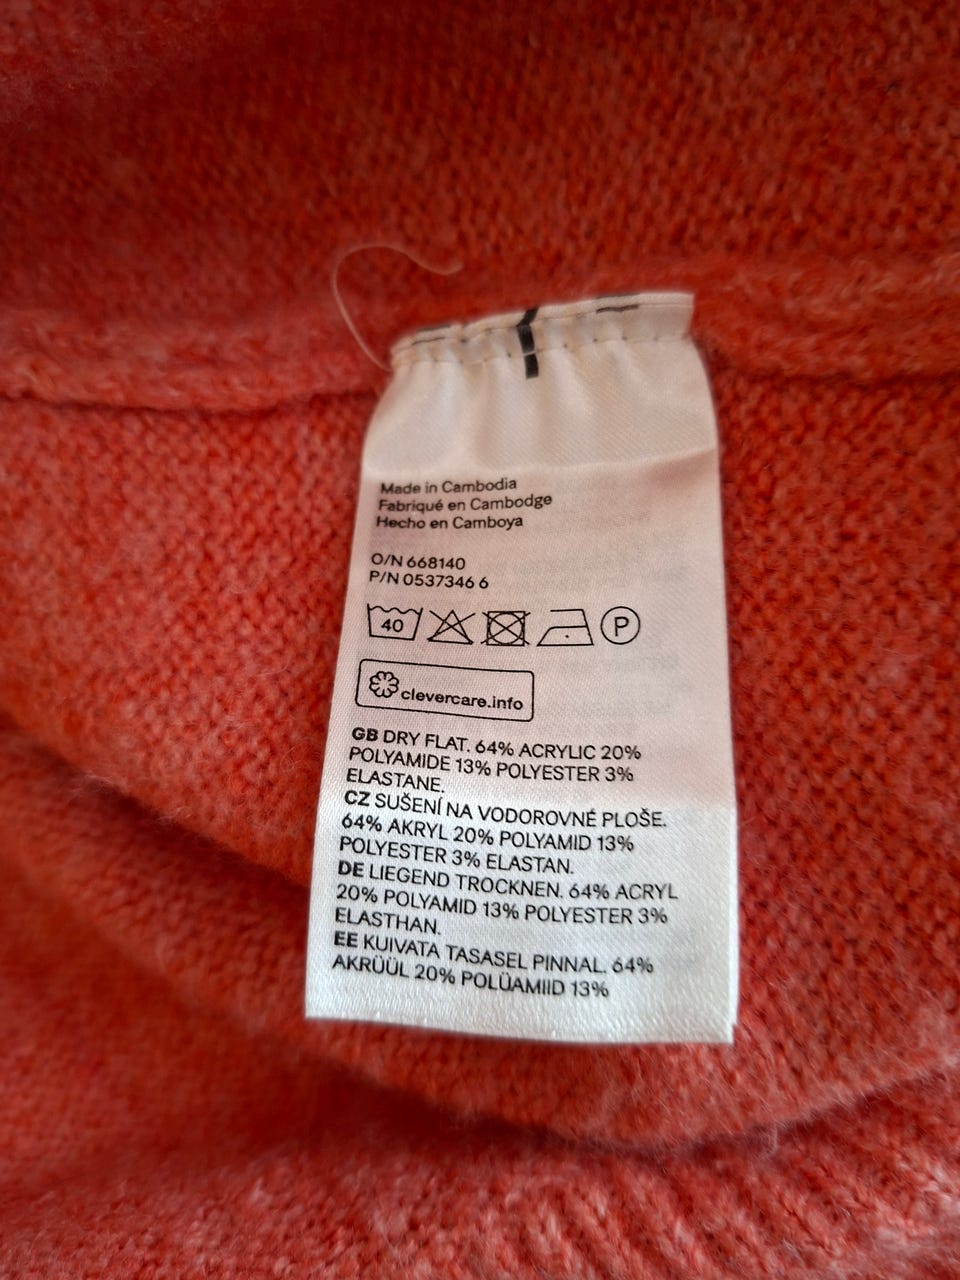 Made in Cambodia
Fabriqué en Cambodge
Hecho en Camboya
O/N 668140
P/N 0537346 6
40 P
clevercare.info
GB DRY FLAT. 64% ACRYLIC 20%
POLYAMIDE 13% POLYESTER 3%
ELASTANE.
CZ SUŠENÍ NA VODOROVNÉ PLOŠE.
64% AKRYL 20% POLYAMID 13%
POLYESTER 3% ELASTAN.
DE LIEGEND TROCKNEN. 64% ACRYL
20% POLYAMID 13% POLYESTER 3%
ELASTHAN.
EE KUIVATA TASASEL PINNAL. 64%
AKRÜÜL 20% POLÜAMIID 13%